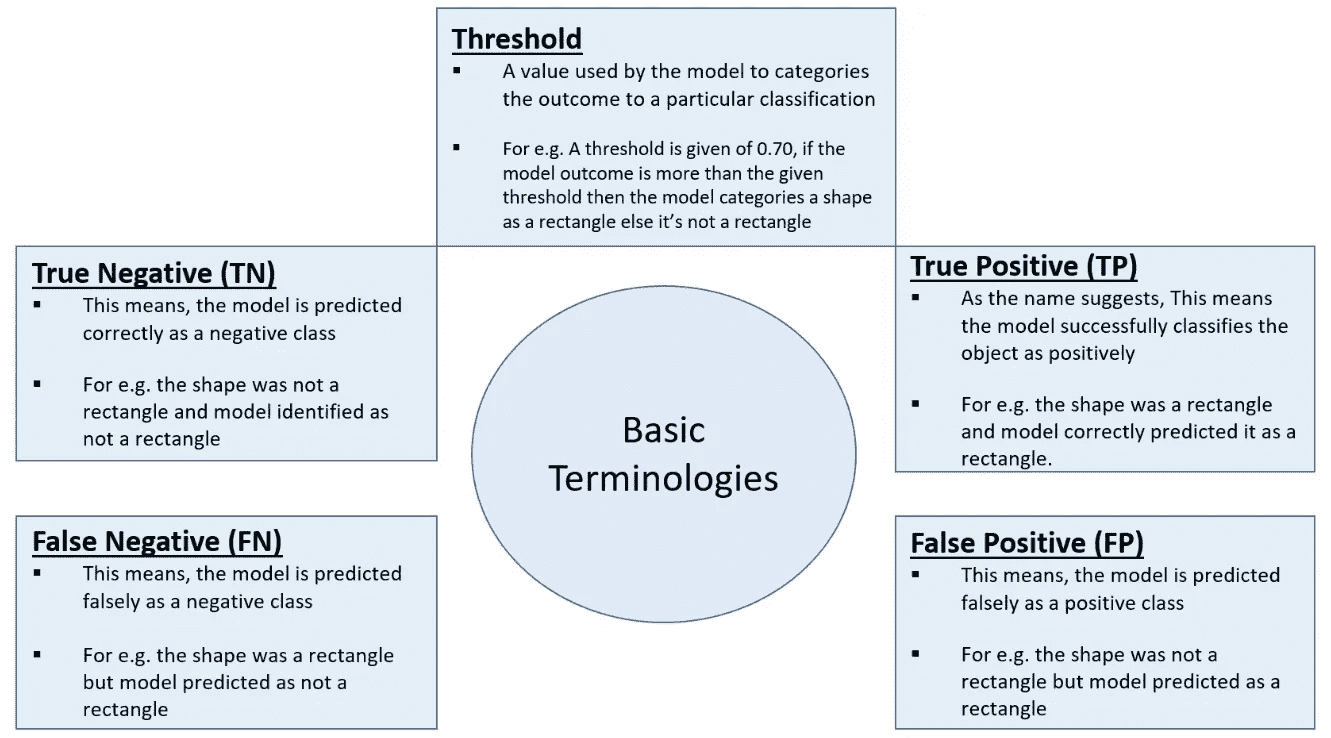 Threshold
▪ A value used by the model to categories
the outcome to a particular classification
▪ For e.g. A threshold is given of 0.70, if the
model outcome is more than the given
threshold then the model categories a shape
as a rectangle else it’s not a rectangle
True Negative (TN)
▪ This means, the model is predicted
correctly as a negative class
▪ For e.g. the shape was not a
rectangle and model identified as
not a rectangle
True Positive (TP)
▪ As the name suggests, This means
the model successfully classifies the
object as positively
▪ For e.g. the shape was a rectangle
and model correctly predicted it as a
rectangle.
Basic
Terminologies
False Negative (FN)
▪ This means, the model is predicted
falsely as a negative class
▪ For e.g. the shape was a rectangle
but model predicted as not a
rectangle
False Positive (FP)
▪ This means, the model is predicted
falsely as a positive class
▪ For e.g. the shape was not a
rectangle but model predicted as a
rectangle